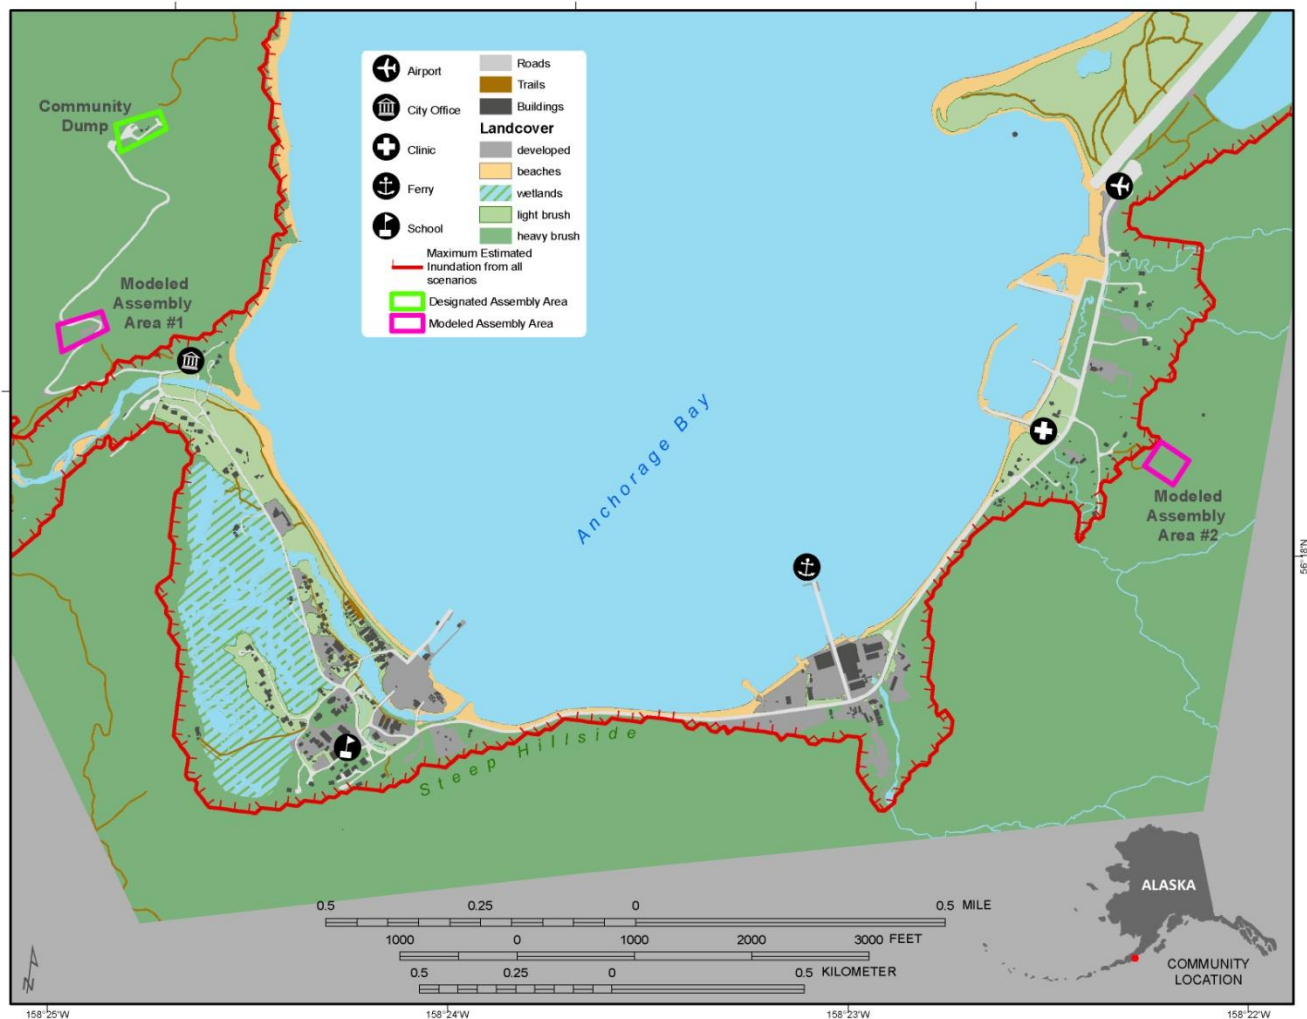 Community
Dump
Modeled
Assembly
Area #1
Airport
City Office
Clinic
Ferry
School
Roads
Trails
Buildings
Landcover
developed
beaches
wetlands
light brush
heavy brush
Maximum Estimated
Inundation from all
scenarios
Designated Assembly Area
Modeled Assembly Area
Anchorage Bay
Modeled
Assembly
Area #2
Steep Hillside
56°18'N
0.5 0.25 0 0.5 MILE
1000 0 1000 2000 3000 FEET
0.5 0.25 0 0.5 KILOMETER
N
ALASKA
COMMUNITY
LOCATION
158°25'W 158°24'W 158°23'W 158°22'W